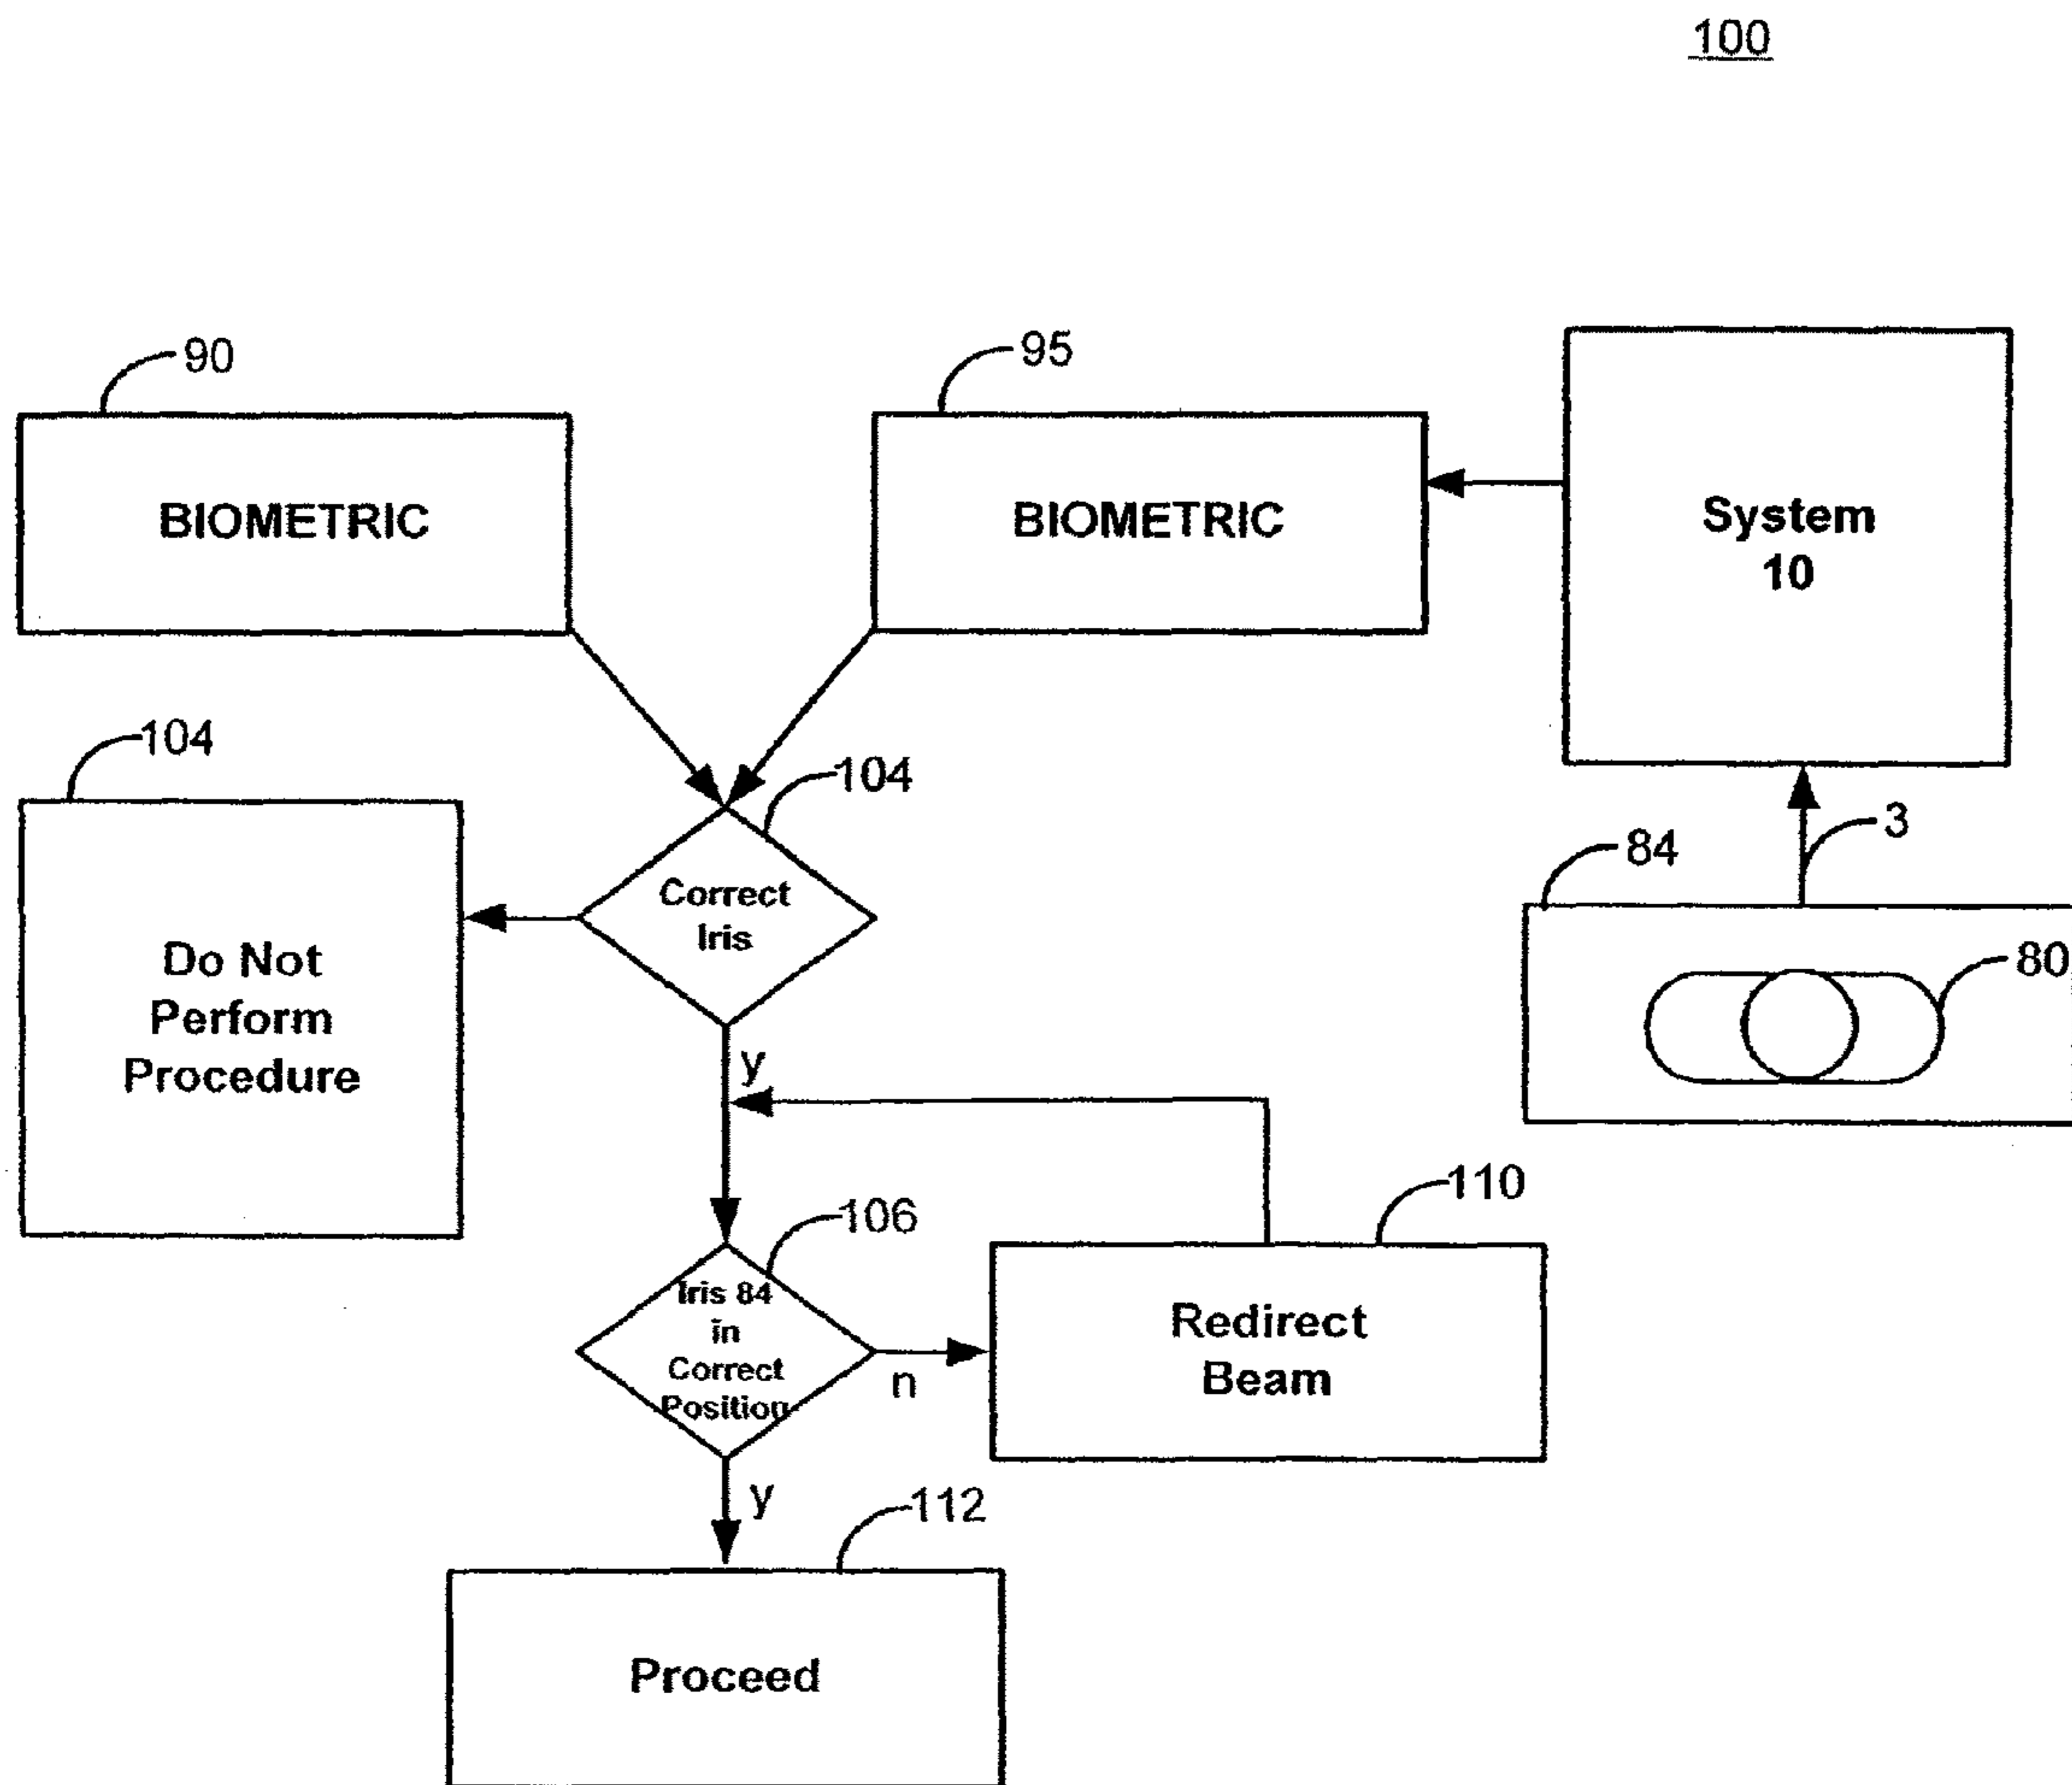 100
90
95
BIOMETRIC
BIOMETRIC
System
10
104
104
3
84
80
Correct
Iris
Do Not
Perform
Procedure
y
110
106
Iris 84
in
Correct
Position
n
Redirect
Beam
y
112
Proceed